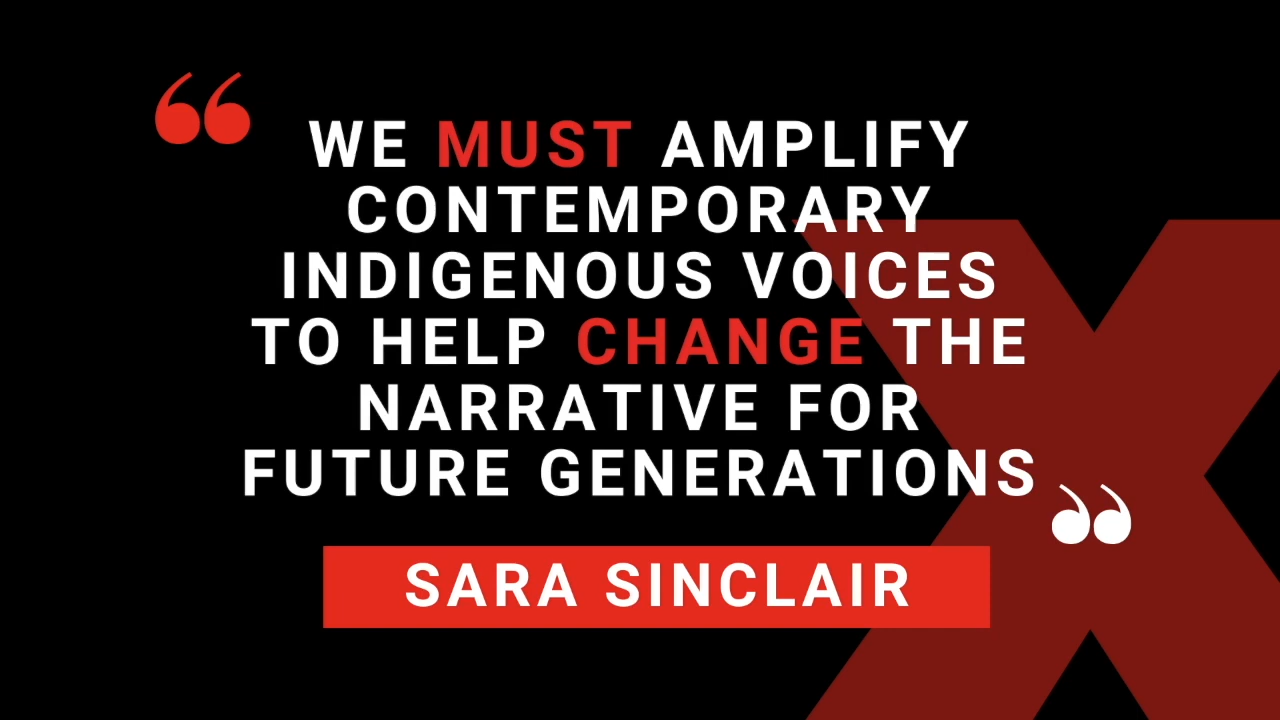 “ WE MUST AMPLIFY
CONTEMPORARY
INDIGENOUS VOICES
TO HELP CHANGE THE
NARRATIVE FOR
FUTURE GENERATIONS ”
SARA SINCLAIR
X